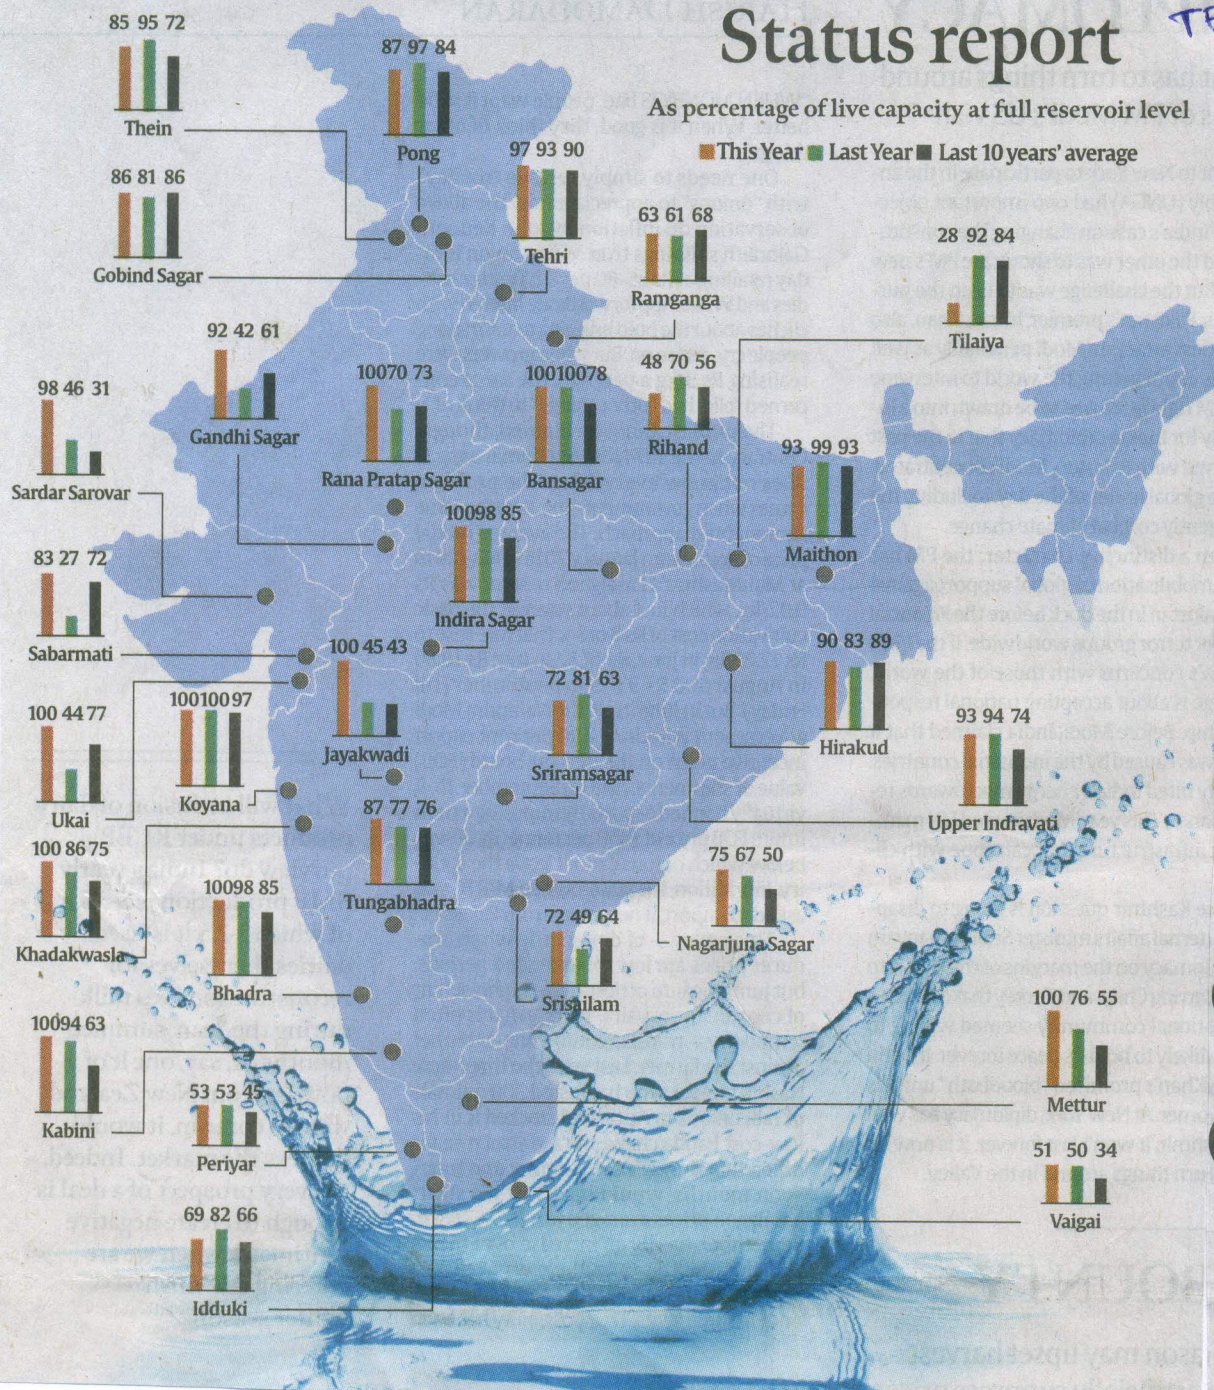 Status report
As percentage of live capacity at full reservoir level
This Year Last Year Last 10 years' average
85 95 72
Thein
87 97 84
Pong
97 93 90
Tehri
86 81 86
Gobind Sagar
63 61 68
Ramganga
28 92 84
Tilaiya
92 42 61
Gandhi Sagar
98 46 31
Sardar Sarovar
100 70 73
Rana Pratap Sagar
100 100 78
Bansagar
48 70 56
Rihand
93 99 93
Maithon
100 98 85
Indira Sagar
83 27 72
Sabarmati
100 45 43
Jayakwadi
72 81 63
Sriramsagar
90 83 89
Hirakud
100 44 77
Ukai
100 100 97
Koyana
93 94 74
Upper Indravati
87 77 76
Tungabhadra
100 86 75
Khadakwasla
100 98 85
Bhadra
75 67 50
Nagarjuna Sagar
72 49 64
Srisailam
100 94 63
Kabini
53 53 45
Periyar
100 76 55
Mettur
51 50 34
Vaigai
69 82 66
Idduki